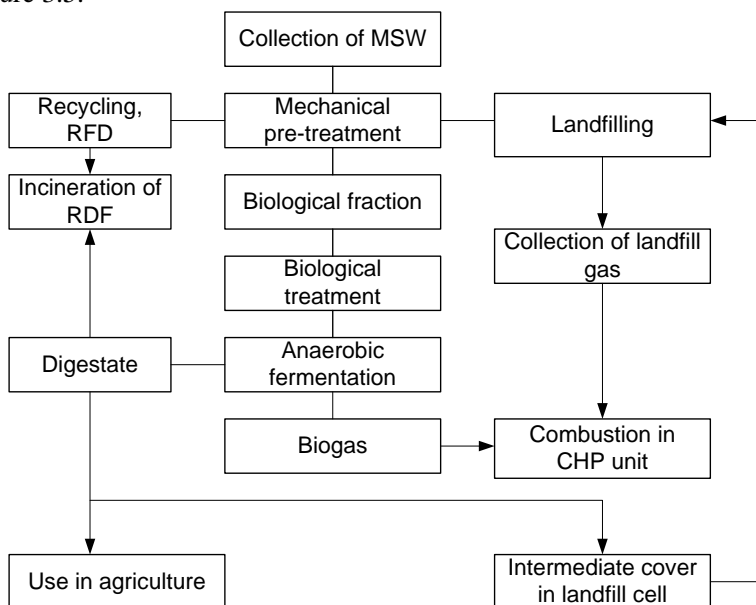 Collection of MSW
Recycling,
RFD
Mechanical
pre-treatment
Landfilling
Incineration of
RDF
Biological fraction
Collection of landfill
gas
Biological
treatment
Digestate
Anaerobic
fermentation
Biogas
Combustion in
CHP unit
Use in agriculture
Intermediate cover
in landfill cell